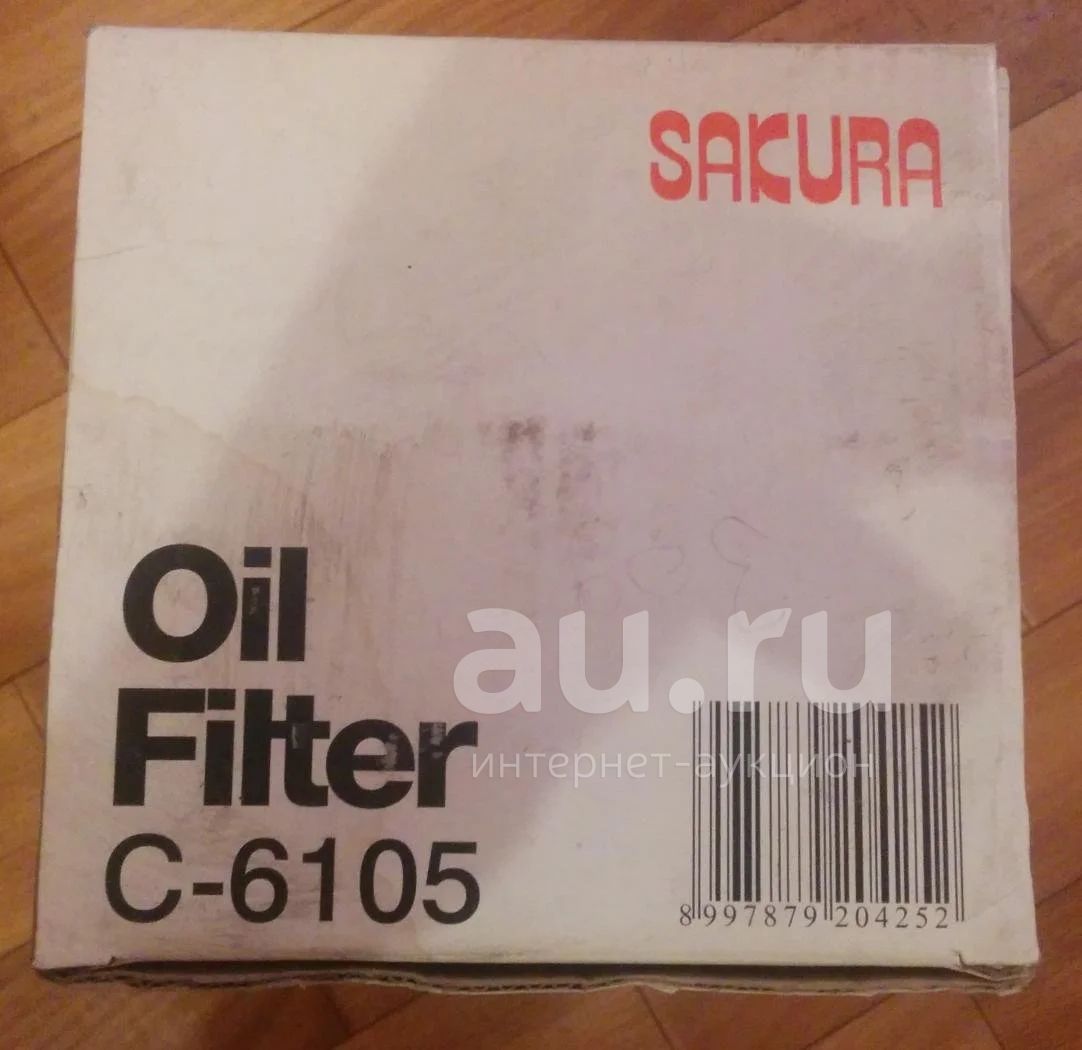 SAKURA
Oil
Filter
C-6105
au.ru
интернет-аукцион
8 997879 204252